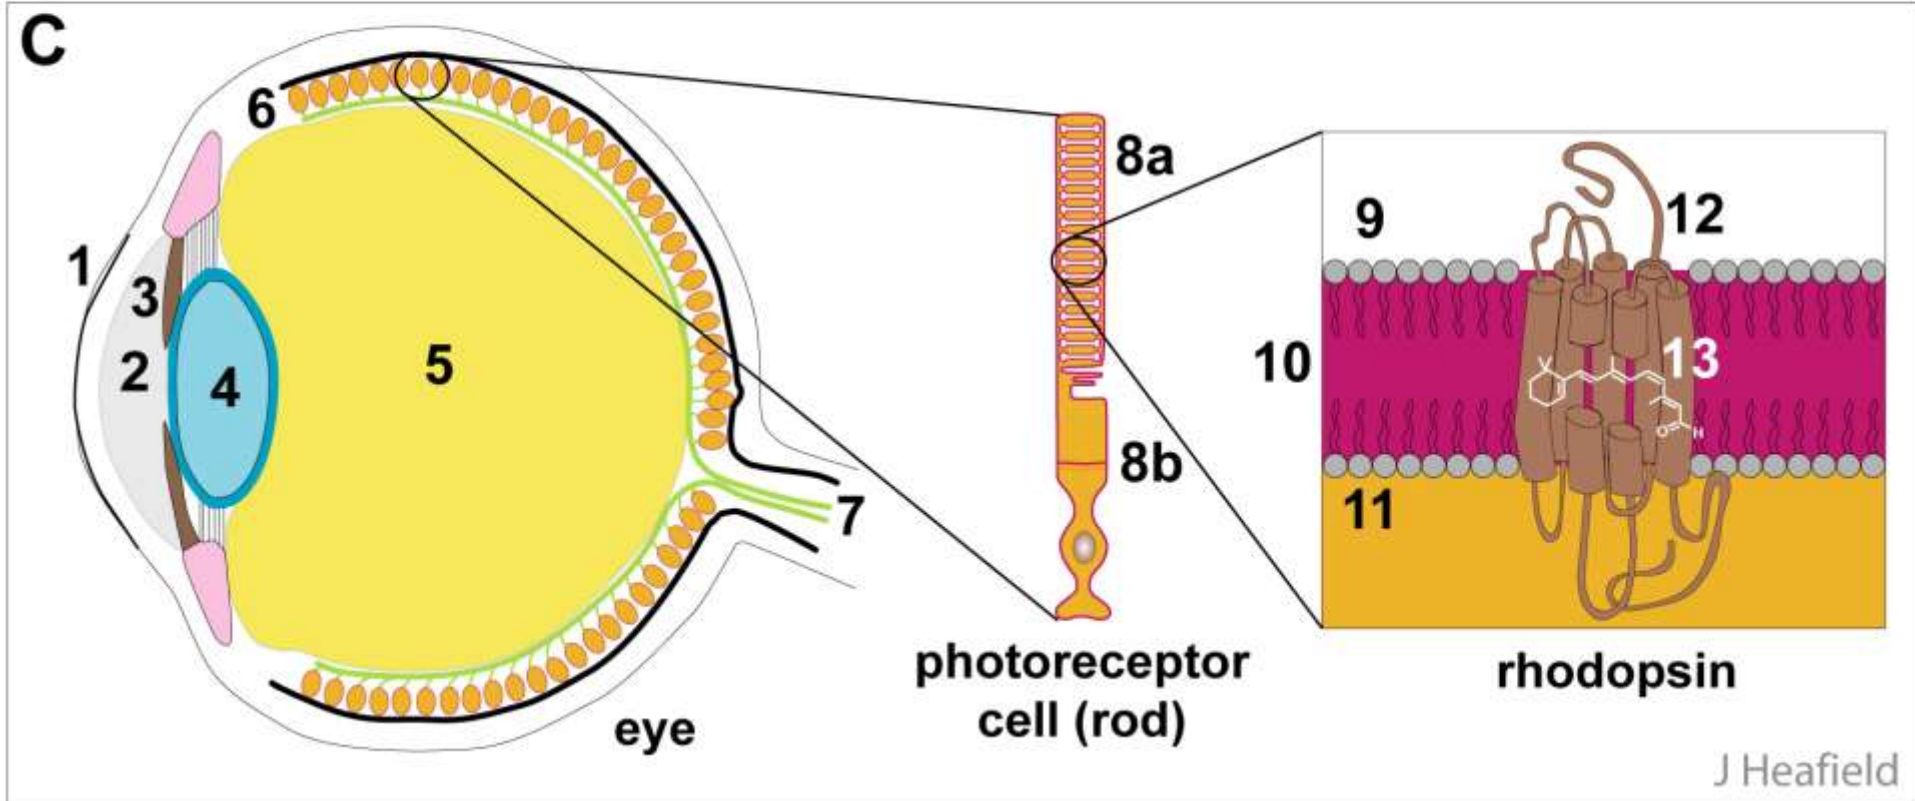 C
6
1
3
2
4
5
7
eye
8a
8b
photoreceptor
cell (rod)
9
12
10
13
O
H
11
rhodopsin
J Heafield